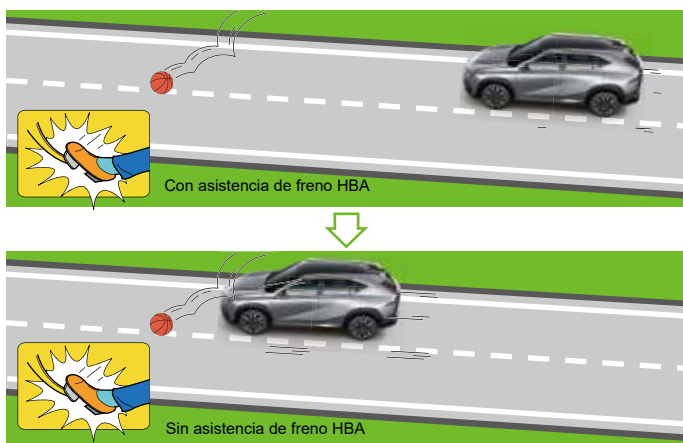 Con asistencia de freno HBA
Sin asistencia de freno HBA